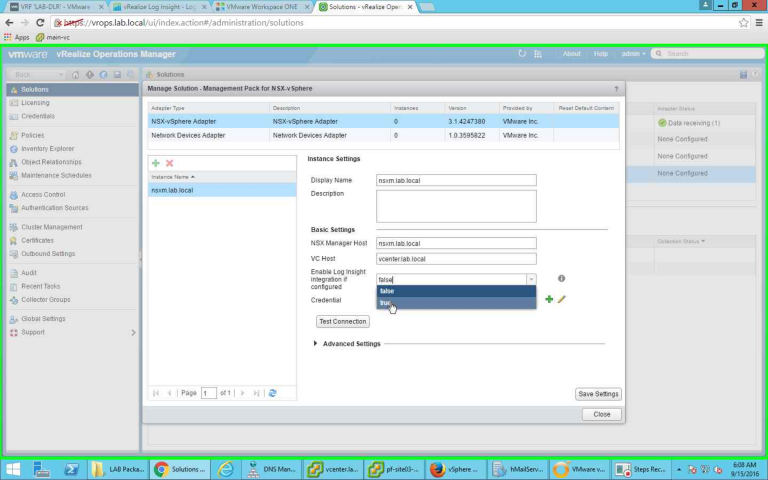 VRF 'LAB-DLR' - VMware
vRealize Log Insight - Log
VMware Workspace ONE
Solutions - vRealize Oper
https://vrops.lab.local/ui/index.action#/administration/solutions
Apps
main-vc
vmware vRealize Operations Manager
About
Help
admin
Search
Back
Solutions
Solutions
Licensing
Credentials
Policies
Inventory Explorer
Object Relationships
Maintenance Schedules
Access Control
Authentication Sources
Cluster Management
Certificates
Outbound Settings
Audit
Recent Tasks
Collector Groups
Global Settings
Support
Manage Solution - Management Pack for NSX-vSphere
?
Adapter Type Description Instances Version Provided by Reset Default Content
NSX-vSphere Adapter NSX-vSphere Adapter 0 3.1.4247380 VMware Inc.
Network Devices Adapter Network Devices Adapter 0 1.0.3595822 VMware Inc.
Instance Name
nsxm.lab.local
Instance Settings
Display Name nsxm.lab.local
Description
Basic Settings
NSX Manager Host nsxm.lab.local
VC Host vcenter.lab.local
Enable Log Insight
integration if
configured
false
false
true
Credential
Test Connection
Advanced Settings
Page 1 of 1
Save Settings
Close
Adapter Status
Data receiving (1)
None Configured
None Configured
None Configured
Collection Status
LAB Packa...
Solutions ...
DNS Man...
vcenter.la...
pf-site03-...
vSphere ...
hMailServ...
VMware v...
Steps Rec...
6:08 AM
9/15/2016